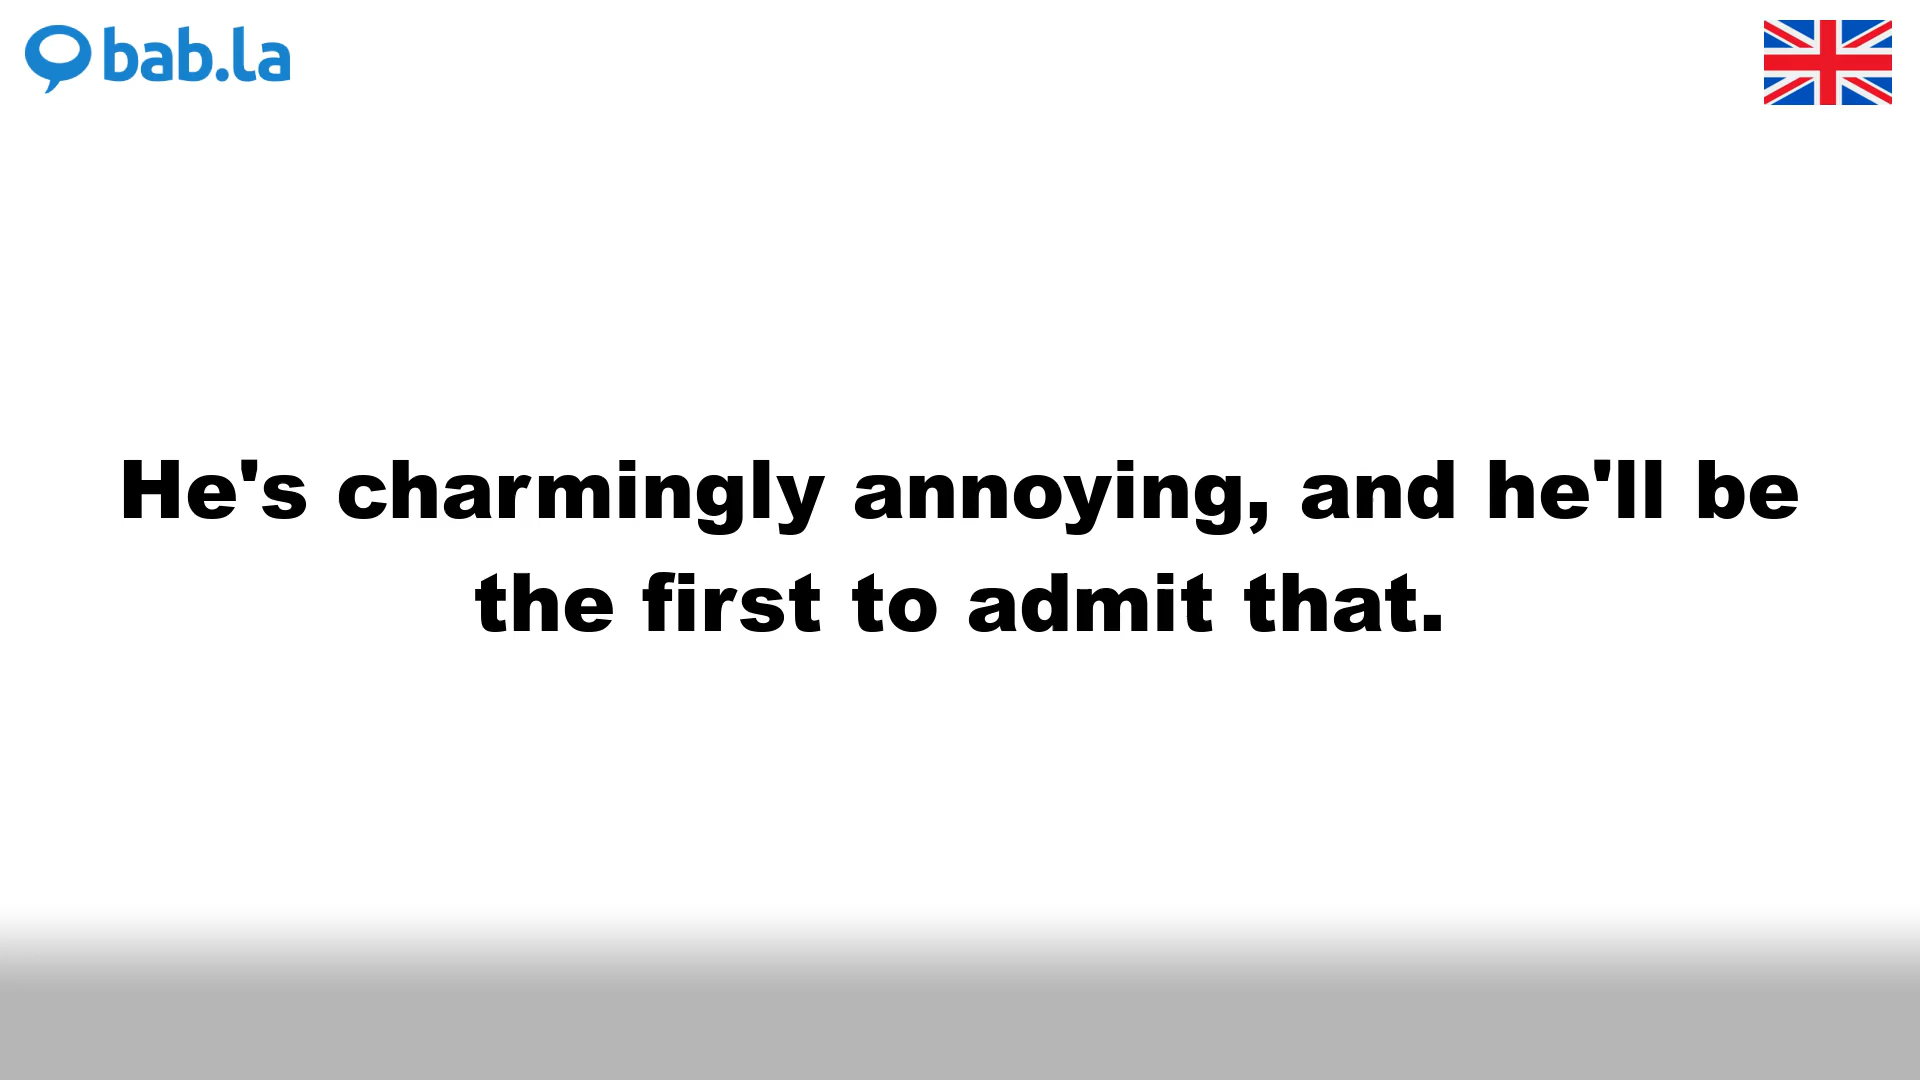 bab.la
He's charmingly annoying, and he'll be
the first to admit that.